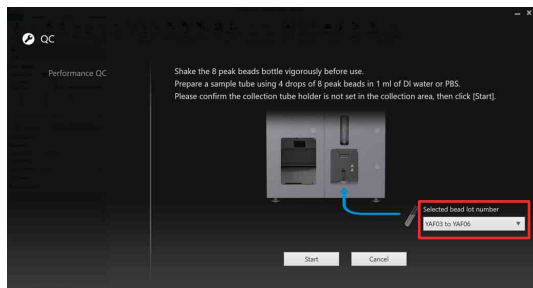 QC
Performance QC
Shake the 8 peak beads bottle vigorously before use.
Prepare a sample tube using 4 drops of 8 peak beads in 1 ml of DI water or PBS.
Please confirm the collection tube holder is not set in the collection area, then click [Start].
Selected bead lot number
YAF03 to YAF06
Start
Cancel